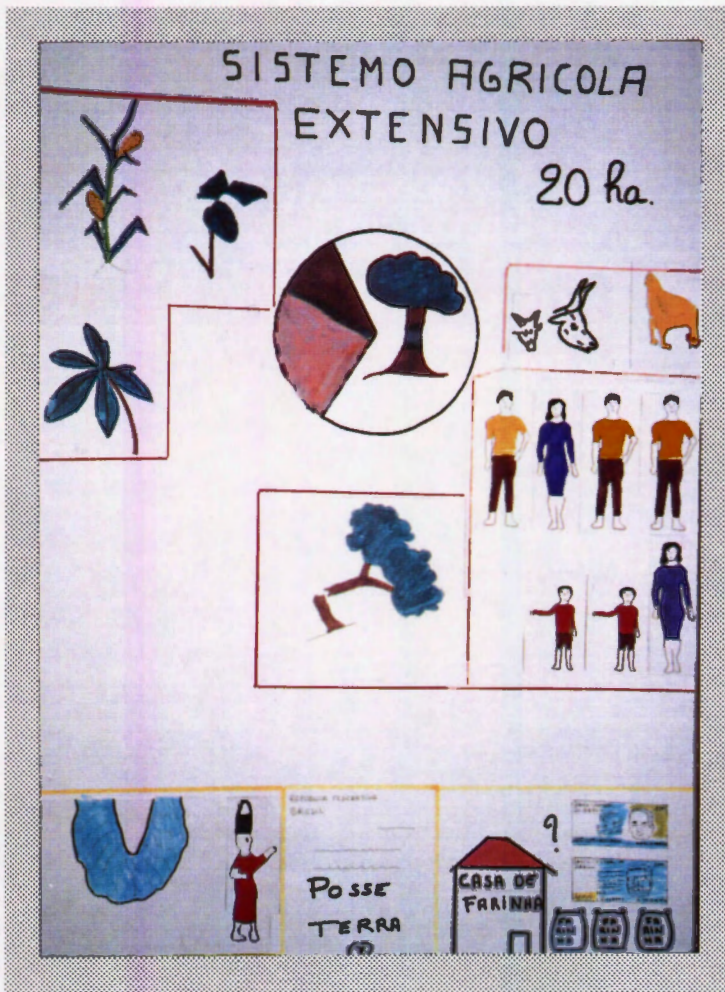 SISTEMO AGRICOLA
EXTENSIVO
20 ha.
POSSE
TERRA
?
CASA DE
FARINHA